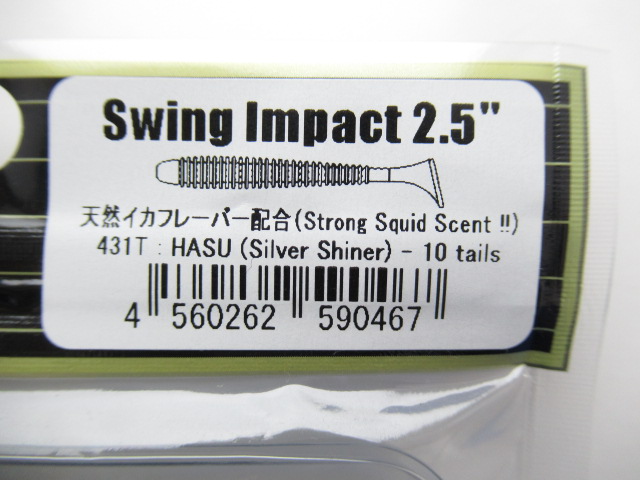 Swing Impact 2.5"
天然イカフレーバー配合(Strong Squid Scent !!)
431T : HASU (Silver Shiner) - 10 tails
4 560262 590467